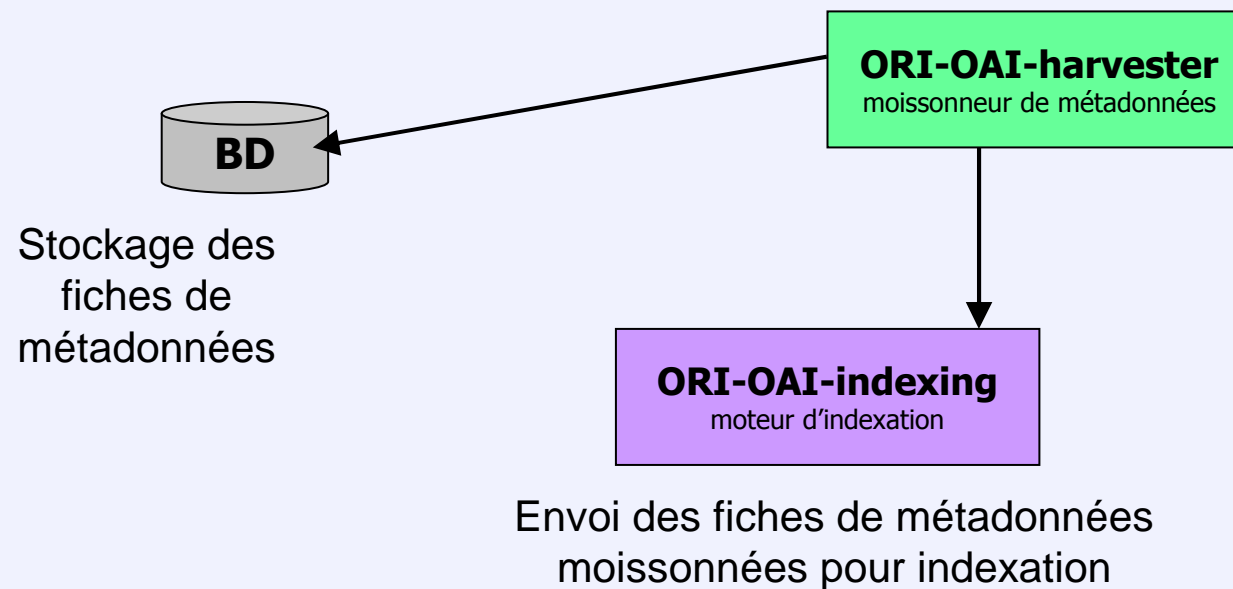 ORI-OAI-harvester
moissonneur de métadonnées
BD
Stockage des
fiches de
métadonnées
ORI-OAI-indexing
moteur d'indexation
Envoi des fiches de métadonnées
moissonnées pour indexation